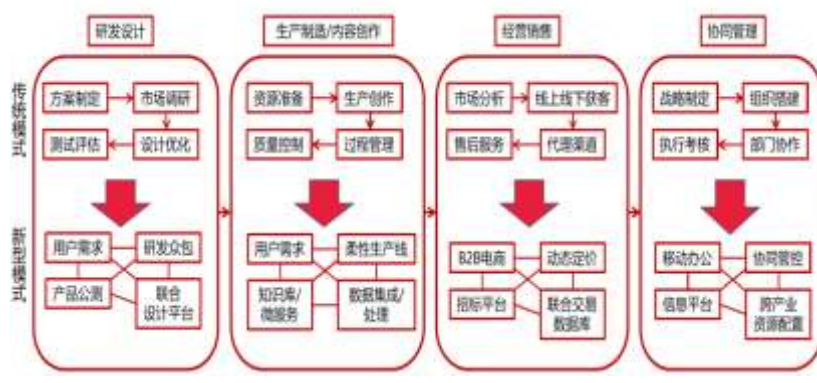 研发设计
生产制造/内容创作
经营销售
协同管理
传统模式
方案制定
市场调研
测试评估
设计优化
资源准备
生产创作
质量控制
过程管理
市场分析
线上线下获客
售后服务
代理渠道
战略制定
组织搭建
执行考核
部门协作
新型模式
用户需求
研发众包
产品公测
联合
设计平台
用户需求
柔性生产线
知识库/
微服务
数据集成/
处理
B2B电商
动态定价
招标平台
联合交易
数据库
移动办公
协同管控
信息平台
跨产业
资源配置